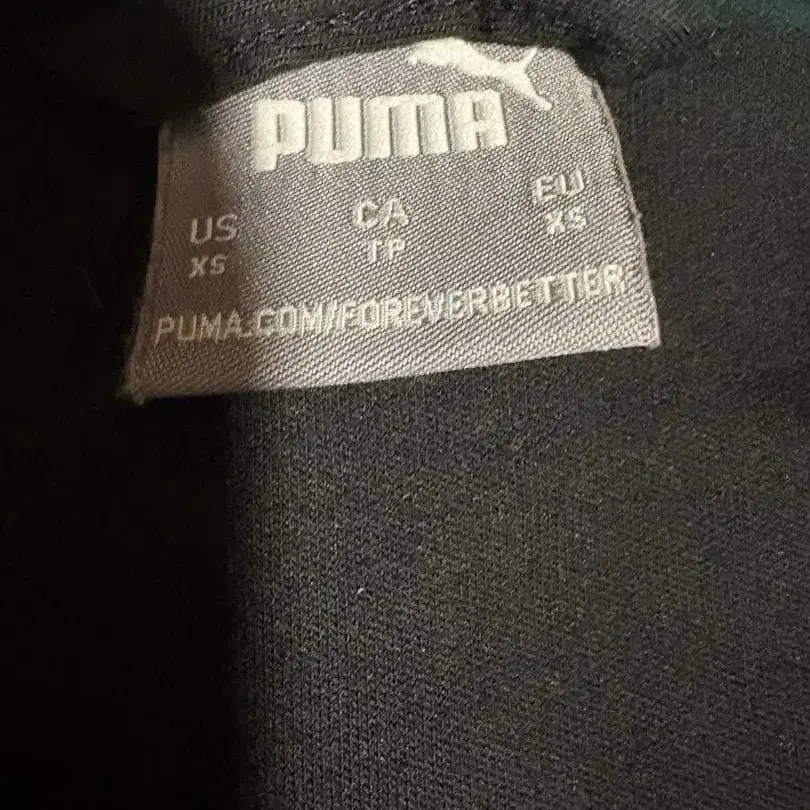 PUMA
US CA EU
XS TP XS
PUMA.COM/FOREVERBETTER